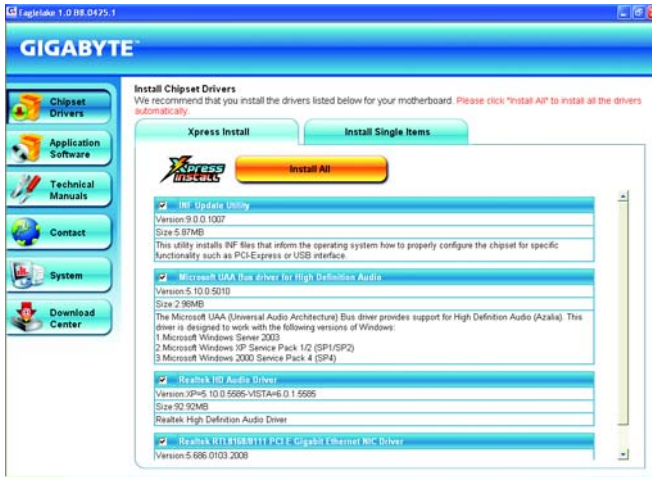 Eaglelake 1.0 B8.0475.1
GIGABYTE™
Chipset
Drivers
Application
Software
Technical
Manuals
Contact
System
Download
Center
Install Chipset Drivers
We recommend that you install the drivers listed below for your motherboard. Please click "Install All" to install all the drivers
automatically.
Xpress Install
Install Single Items
Xpress
INSTALL
Install All
INF Update Utility
Version:9.0.0.1007
Size:5.87MB
This utility installs INF files that inform the operating system how to properly configure the chipset for specific
functionality such as PCI-Express or USB interface.
Microsoft UAA Bus driver for High Definition Audio
Version:5.10.0.5010
Size:2.98MB
The Microsoft UAA (Universal Audio Architecture) Bus driver provides support for High Definition Audio (Azalia). This
driver is designed to work with the following versions of Windows:
1.Microsoft Windows Server 2003
2.Microsoft Windows XP Service Pack 1/2 (SP1/SP2)
3.Microsoft Windows 2000 Service Pack 4 (SP4)
Realtek HD Audio Driver
Version:XP=5.10.0.5585-VISTA=6.0.1.5585
Size:92.92MB
Realtek High Definition Audio Driver
Realtek RTL8168/8111 PCI-E Gigabit Ethernet NIC Driver
Version:5.686.0103.2008